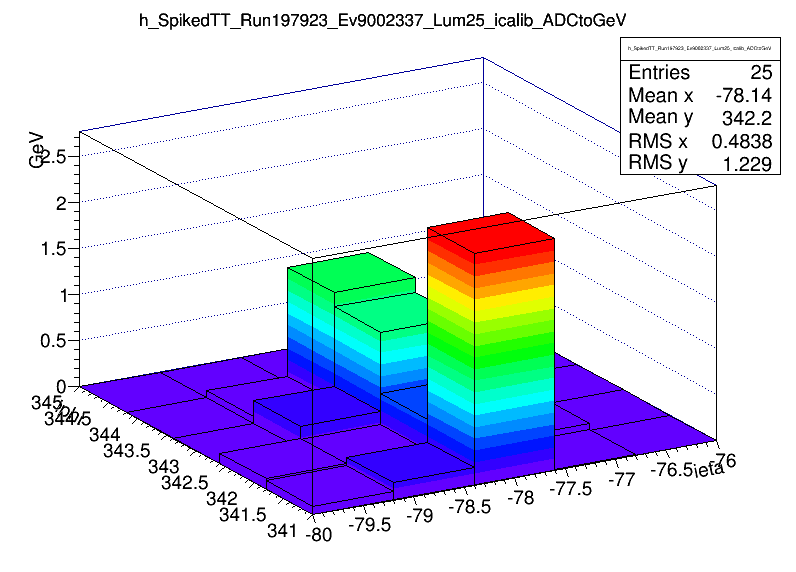 h_SpikedTT_Run197923_Ev9002337_Lum25_icalib_ADCtoGeV
h_SpikedTT_Run197923_Ev9002337_Lum25_icalib_ADCtoGeV
Entries 25
Mean x -78.14
Mean y 342.2
RMS x 0.4838
RMS y 1.229
GeV
2.5
2
1.5
1
0.5
0
345
344.5
344
343.5
343
342.5
342
341.5
341
-80
-79.5
-79
-78.5
-78
-77.5
-77
-76.5
-76
ieta